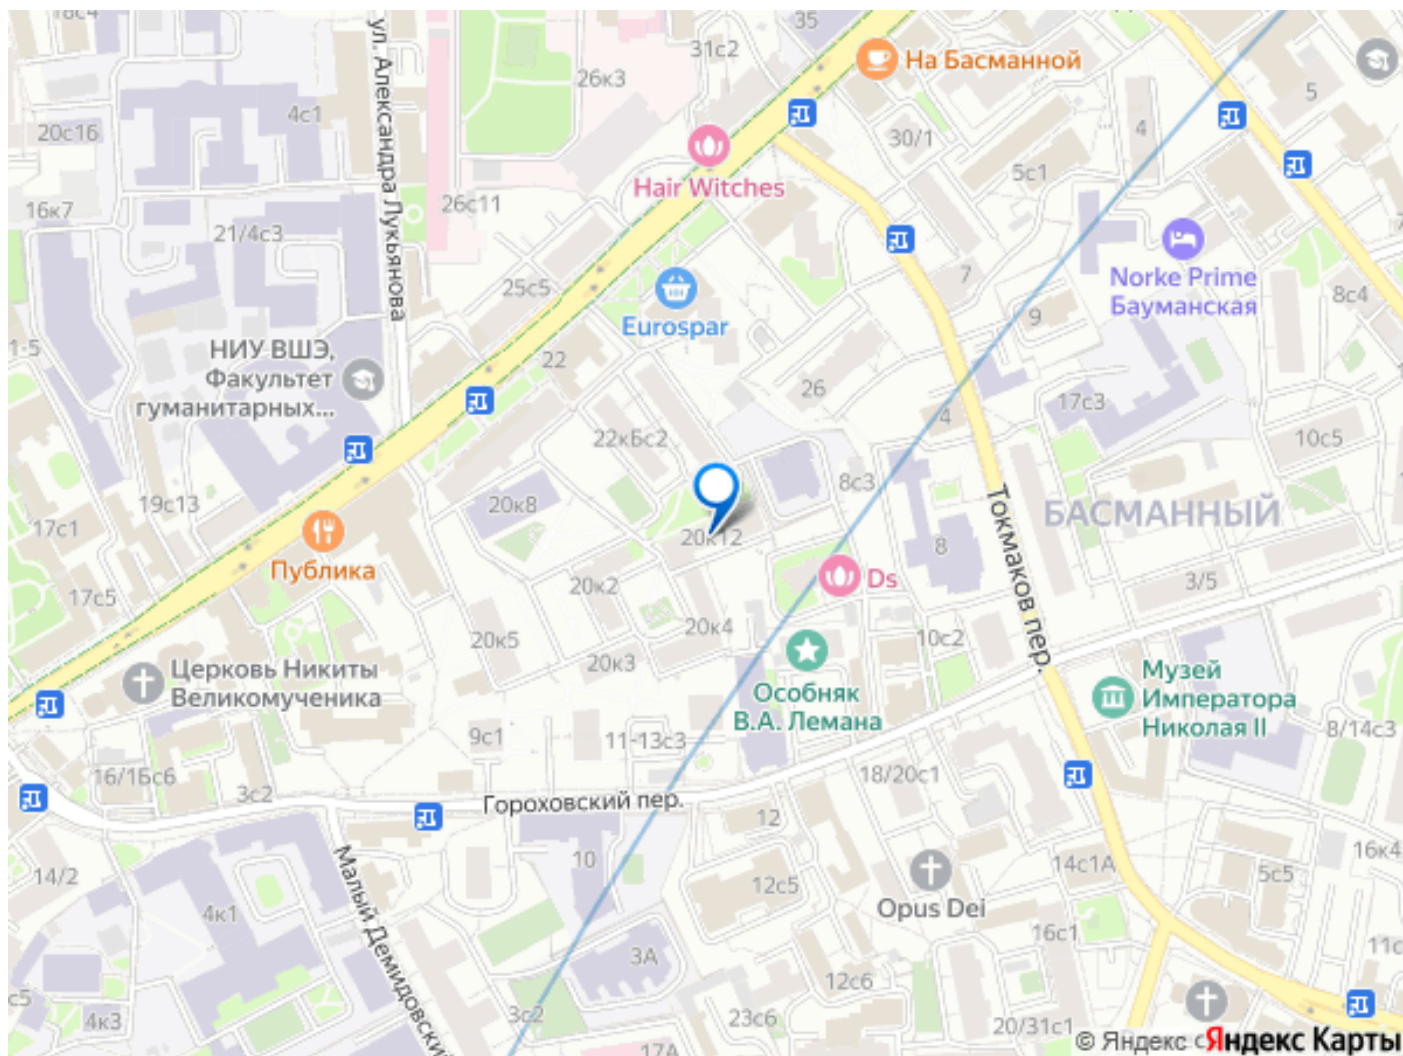 18с4
35
31с2
На Басманной
ул. Александра Лукьянова
26к3
5
4с1
20с16
30/1
4
Hair Witches
5с1
16к7
26с11
21/4с3
7
Norke Prime
Бауманская
25с5
8с4
Eurospar
9
1-5
НИУ ВШЭ,
Факультет
гуманитарных...
22
26
17с3
4
22кБс2
10с5
8с3
20к8
19с13
17с1
Токмаков пер.
БАСМАННЫЙ
20к12
8
Публика
Ds
3/5
20к2
17с5
20к5
20к4
10с2
20к3
Церковь Никиты
Великомученика
Особняк
В.А. Лемана
Музей
Императора
Николая II
9с1
11-13с3
8/14с3
16/1Бс6
3с2
18/20с1
Гороховский пер.
12
Малый Демидовский
10
14с1А
16к4
14/2
12с5
5с5
Opus Dei
4к1
16с1
11с
3А
12с6
с5
4к3
3с2
23с6
20/31с1
17А
© Яндекс
Яндекс Карты